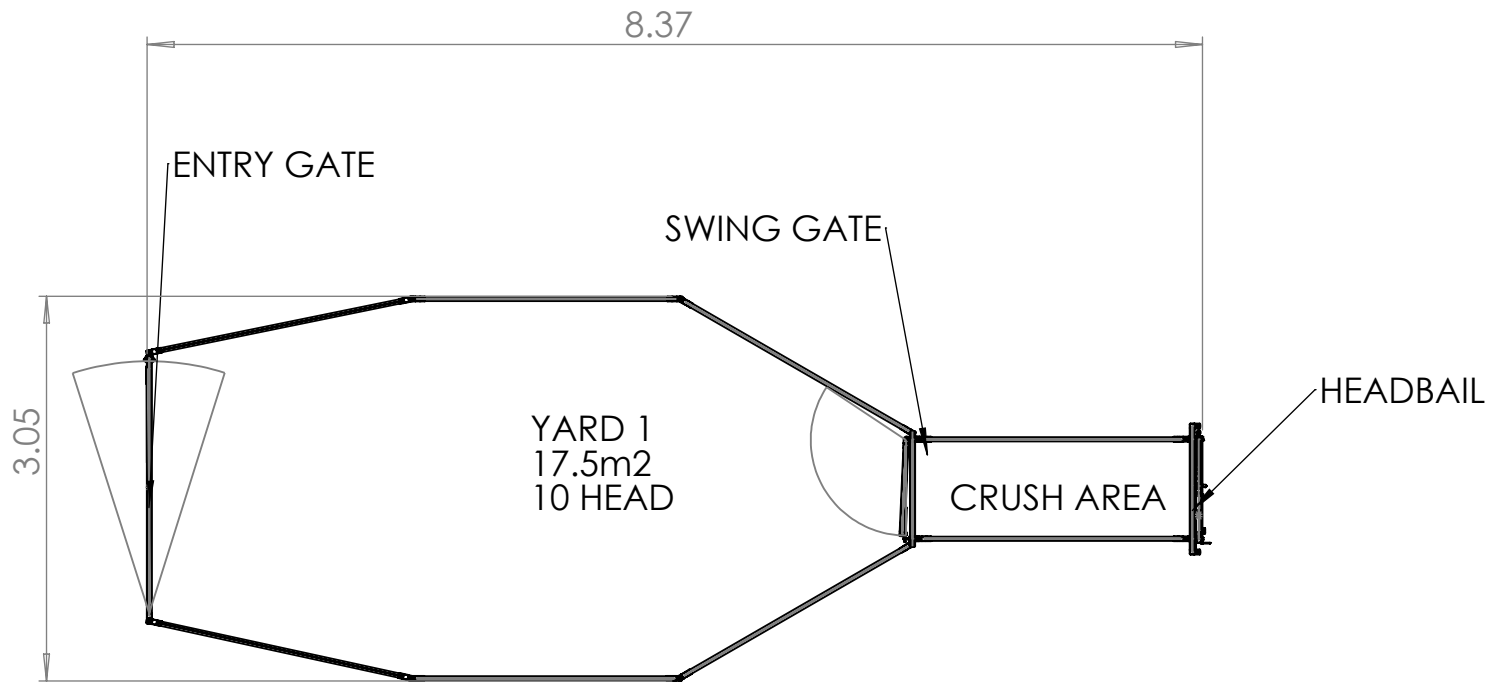 8.37
ENTRY GATE
SWING GATE
HEADBAIL
3.05
YARD 1
17.5m2
10 HEAD
CRUSH AREA